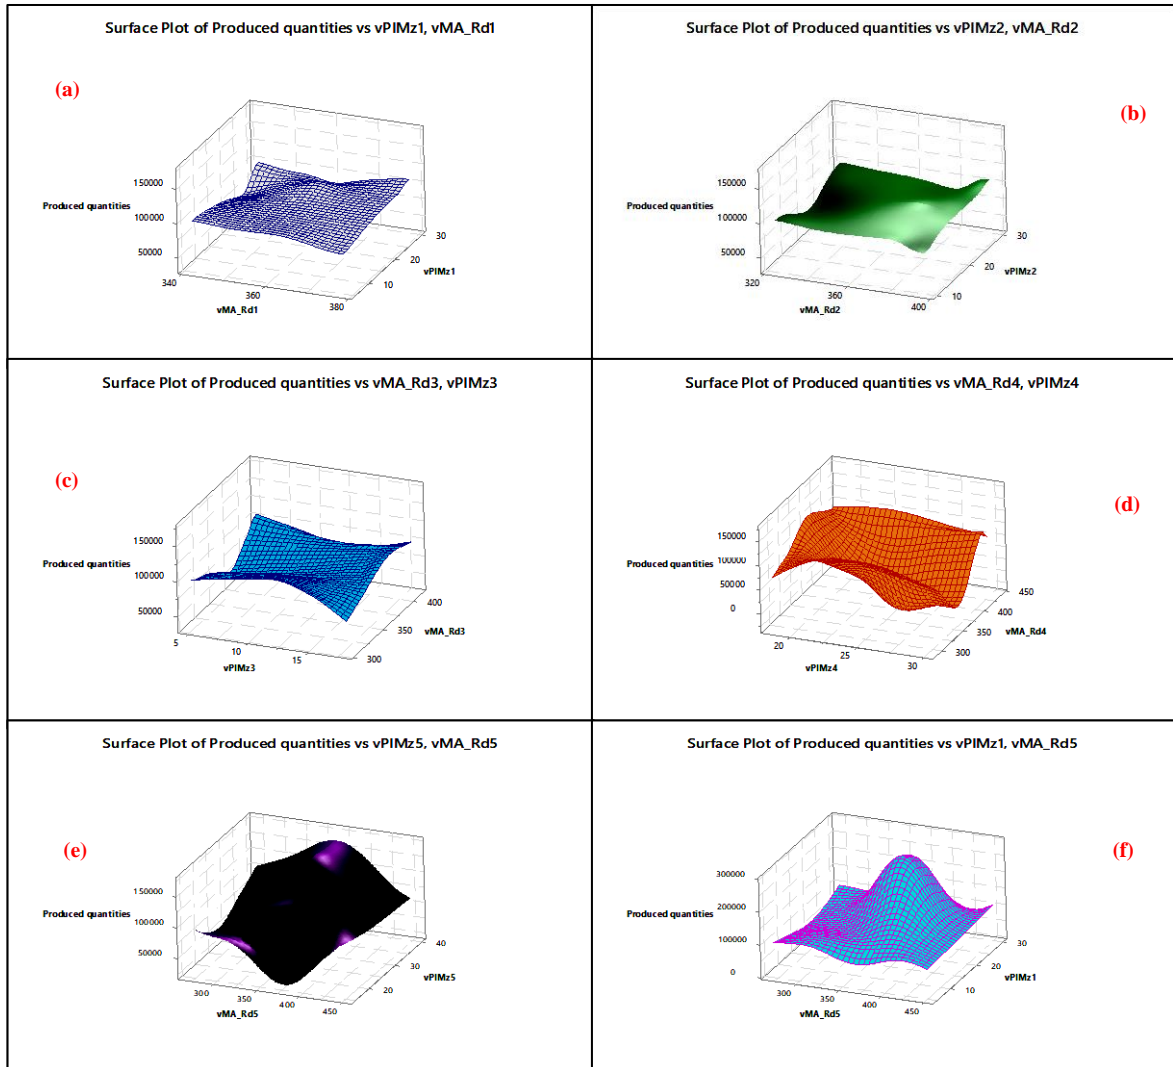 Surface Plot of Produced quantities vs vPIMz1, vMA_Rd1
(a)
150000
Produced quantities
100000
50000
30
20
vPIMz1
10
340
360
380
vMA_Rd1
Surface Plot of Produced quantities vs vPIMz2, vMA_Rd2
(b)
150000
Produced quantities
100000
50000
30
20
vPIMz2
10
320
360
400
vMA_Rd2
Surface Plot of Produced quantities vs vMA_Rd3, vPIMz3
(c)
150000
Produced quantities
100000
50000
400
350
vMA_Rd3
300
5
10
15
vPIMz3
Surface Plot of Produced quantities vs vMA_Rd4, vPIMz4
(d)
150000
Produced quantities
100000
50000
0
450
400
350
vMA_Rd4
300
20
25
30
vPIMz4
Surface Plot of Produced quantities vs vPIMz5, vMA_Rd5
(e)
150000
Produced quantities
100000
50000
40
30
vPIMz5
20
300
350
400
450
vMA_Rd5
Surface Plot of Produced quantities vs vPIMz1, vMA_Rd5
(f)
300000
Produced quantities
200000
100000
0
30
20
vPIMz1
10
300
350
400
450
vMA_Rd5